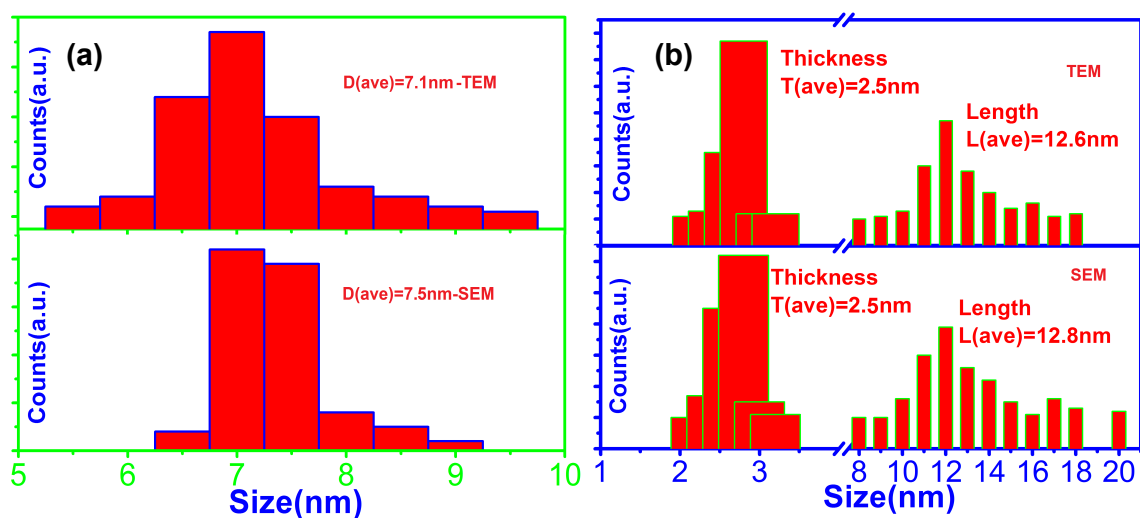 (a)
Counts(a.u.)
D(ave)=7.1nm-TEM
Counts(a.u.)
D(ave)=7.5nm-SEM
5 6 7 8 9 10
Size(nm)
(b)
Counts(a.u.)
Thickness
T(ave)=2.5nm
TEM
Length
L(ave)=12.6nm
Counts(a.u.)
Thickness
T(ave)=2.5nm
SEM
Length
L(ave)=12.8nm
1 2 3 8 10 12 14 16 18 20
Size(nm)